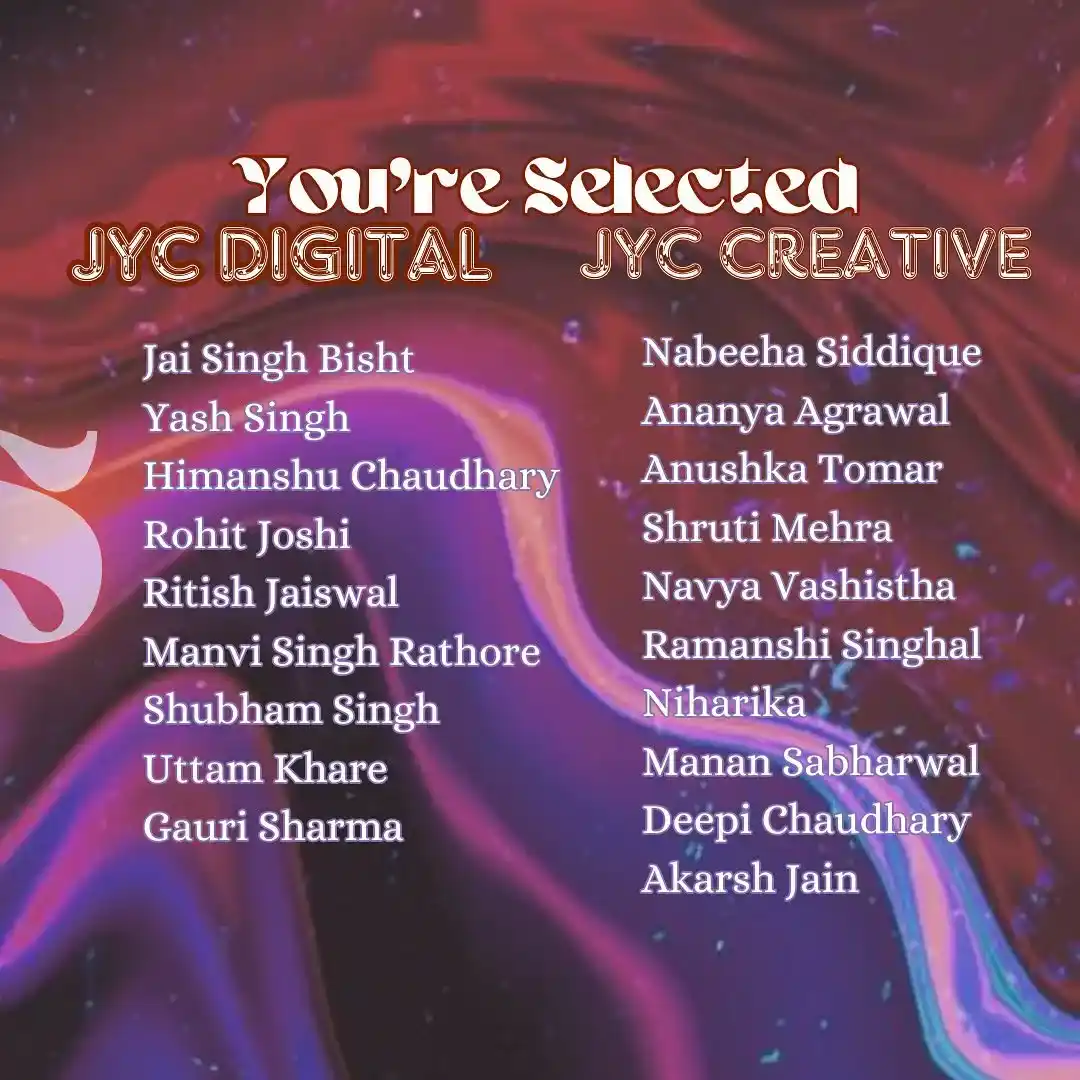 You're Selected
JYC DIGITAL
Jai Singh Bisht
Yash Singh
Himanshu Chaudhary
Rohit Joshi
Ritish Jaiswal
Manvi Singh Rathore
Shubham Singh
Uttam Khare
Gauri Sharma
JYC CREATIVE
Nabeeha Siddique
Ananya Agrawal
Anushka Tomar
Shruti Mehra
Navya Vashistha
Ramanshi Singhal
Niharika
Manan Sabharwal
Deepi Chaudhary
Akarsh Jain